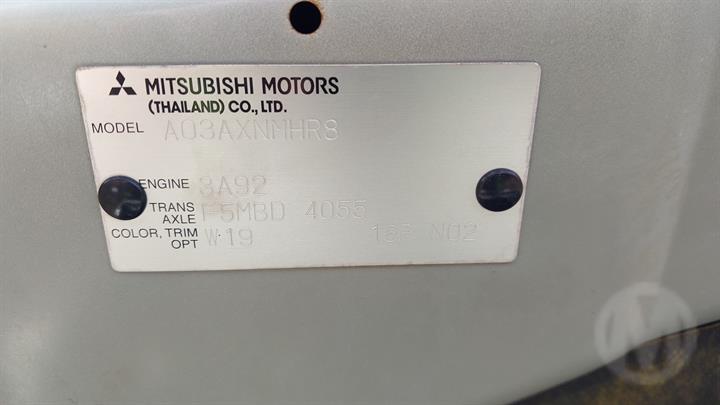 MITSUBISHI MOTORS
(THAILAND) CO., LTD.
MODEL A03AXNMHR8
ENGINE 3A92
TRANS AXLE F5MBD 4055
COLOR, TRIM OPT W19 N02
M